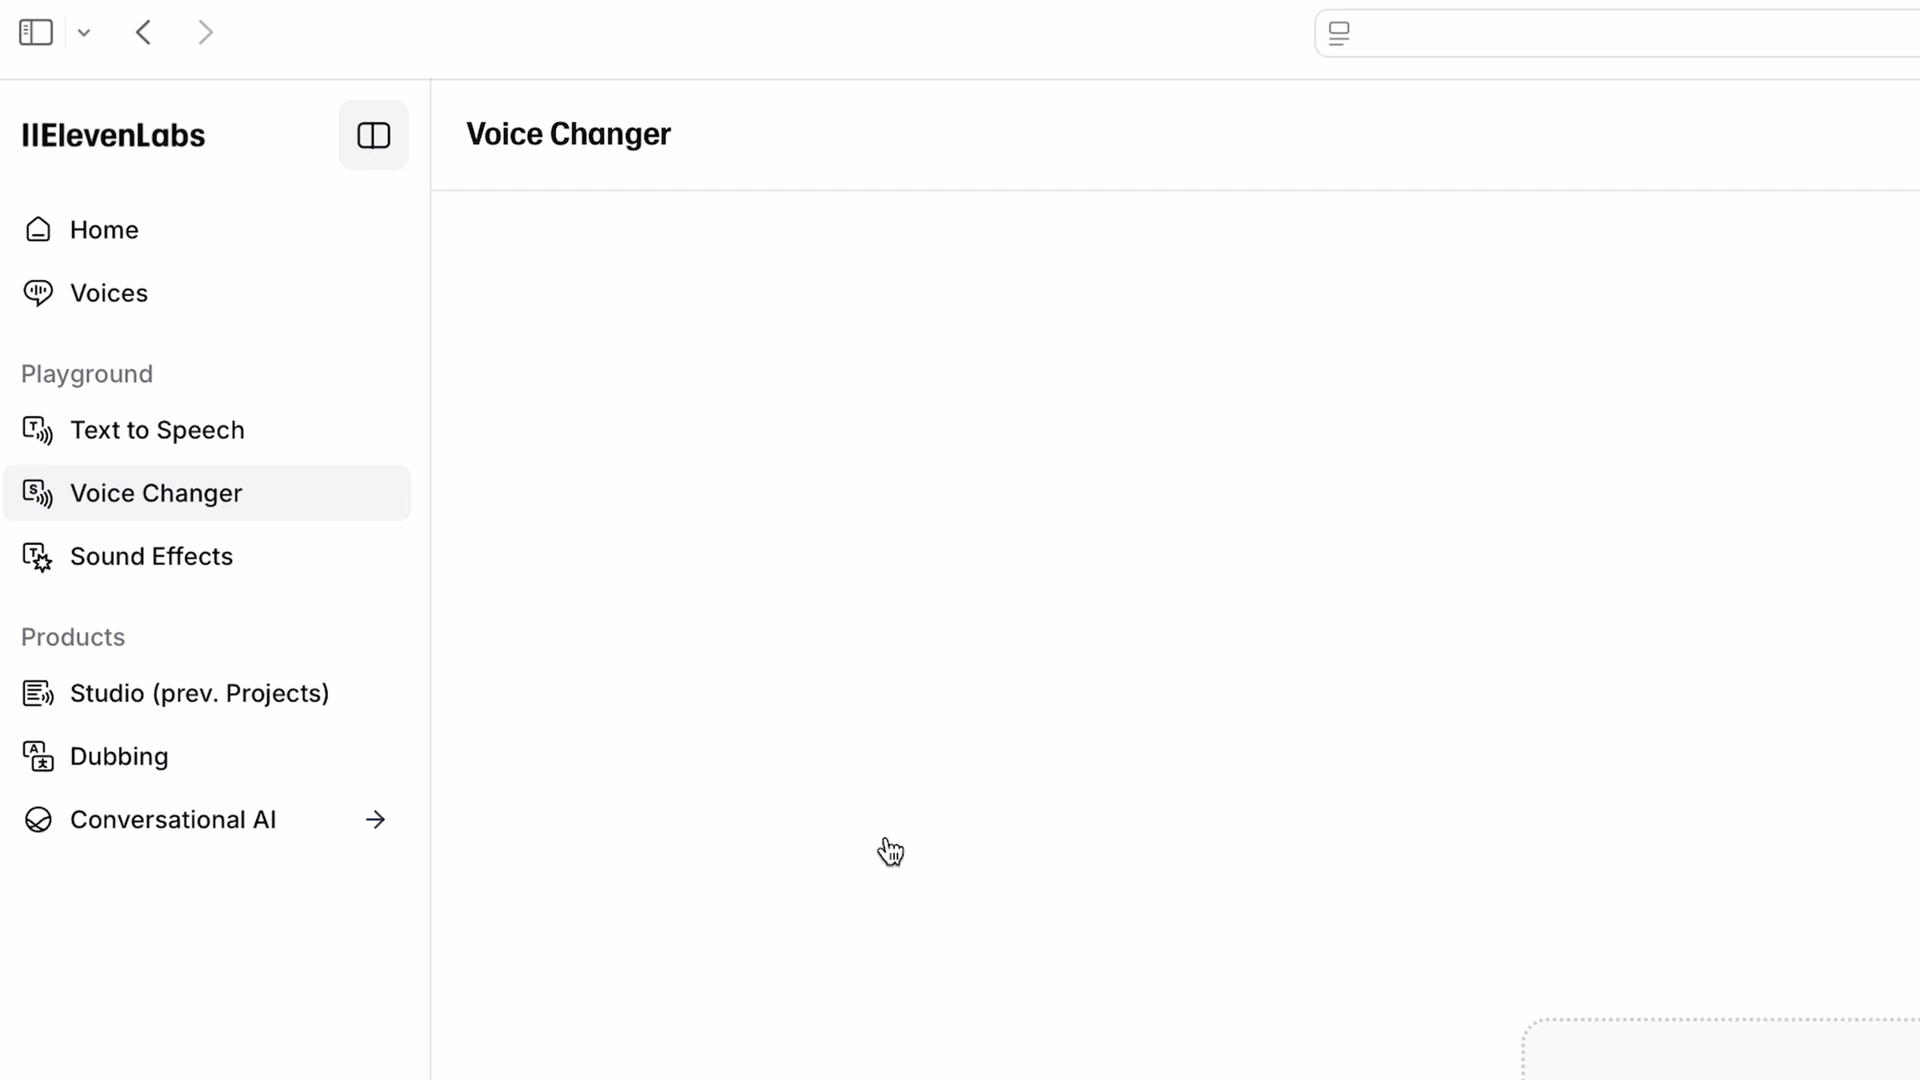 IIElevenLabs
Voice Changer
Home
Voices
Playground
Text to Speech
Voice Changer
Sound Effects
Products
Studio (prev. Projects)
Dubbing
Conversational AI